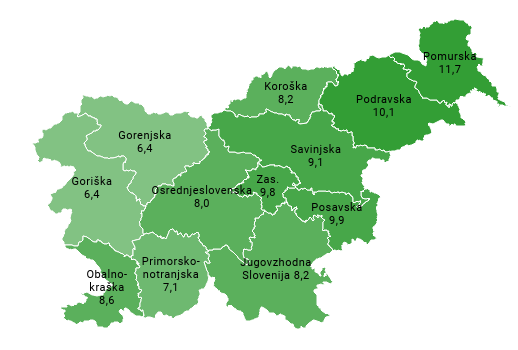 Pomurska
11,7
Koroška
8,2
Podravska
10,1
Gorenjska
6,4
Savinjska
9,1
Goriška
6,4
Zas.
9,8
Osrednjeslovenska
8,0
Posavska
9,9
Primorsko-
notranjska
7,1
Jugovzhodna
Slovenija 8,2
Obalno-
kraška
8,6